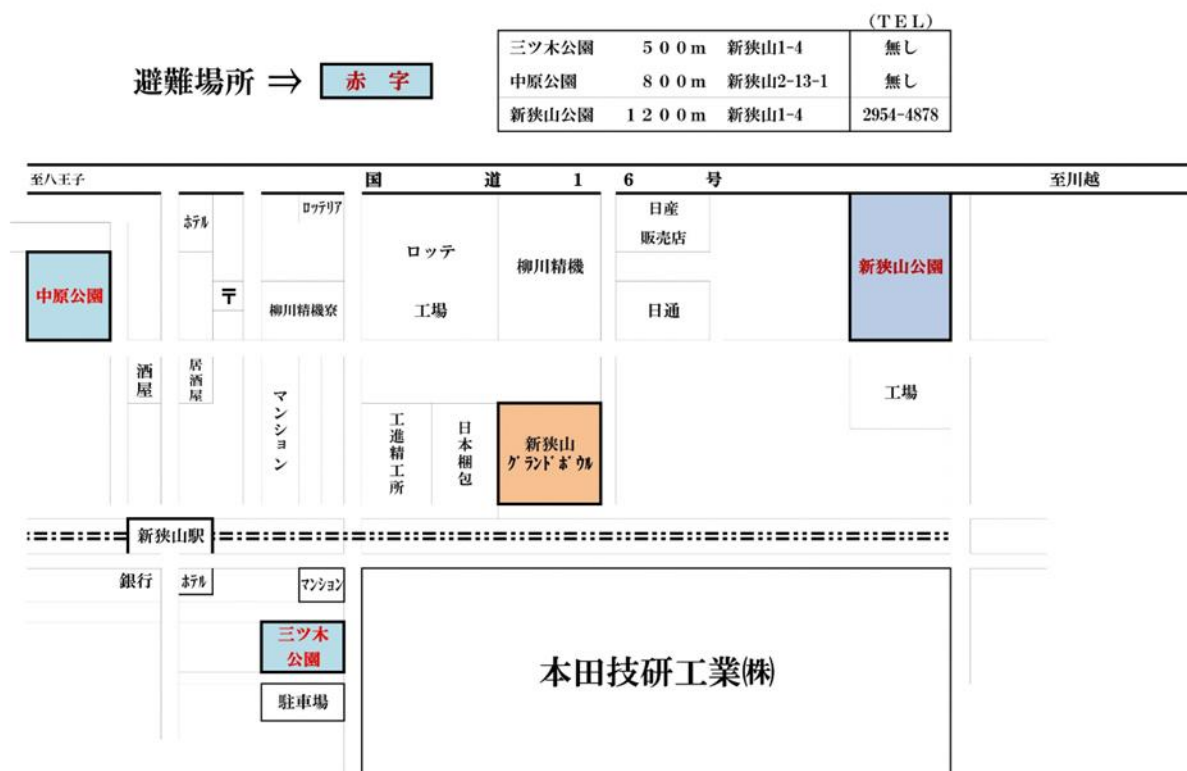 (TEL)
避難場所 ⇒ 赤 字
三ツ木公園 500m 新狭山1-4 無し
中原公園 800m 新狭山2-13-1 無し
新狭山公園 1200m 新狭山1-4 2954-4878
至八王子 国 道 1 6 号 至川越
ホテル
ロッテリア
ロッテ
工場
柳川精機
日産
販売店
新狭山公園
中原公園
〒
柳川精機寮
日通
酒屋
居酒屋
マンション
工進精工所
日本梱包
新狭山
グランドボウル
工場
新狭山駅
銀行
ホテル
マンション
三ツ木
公園
駐車場
本田技研工業㈱